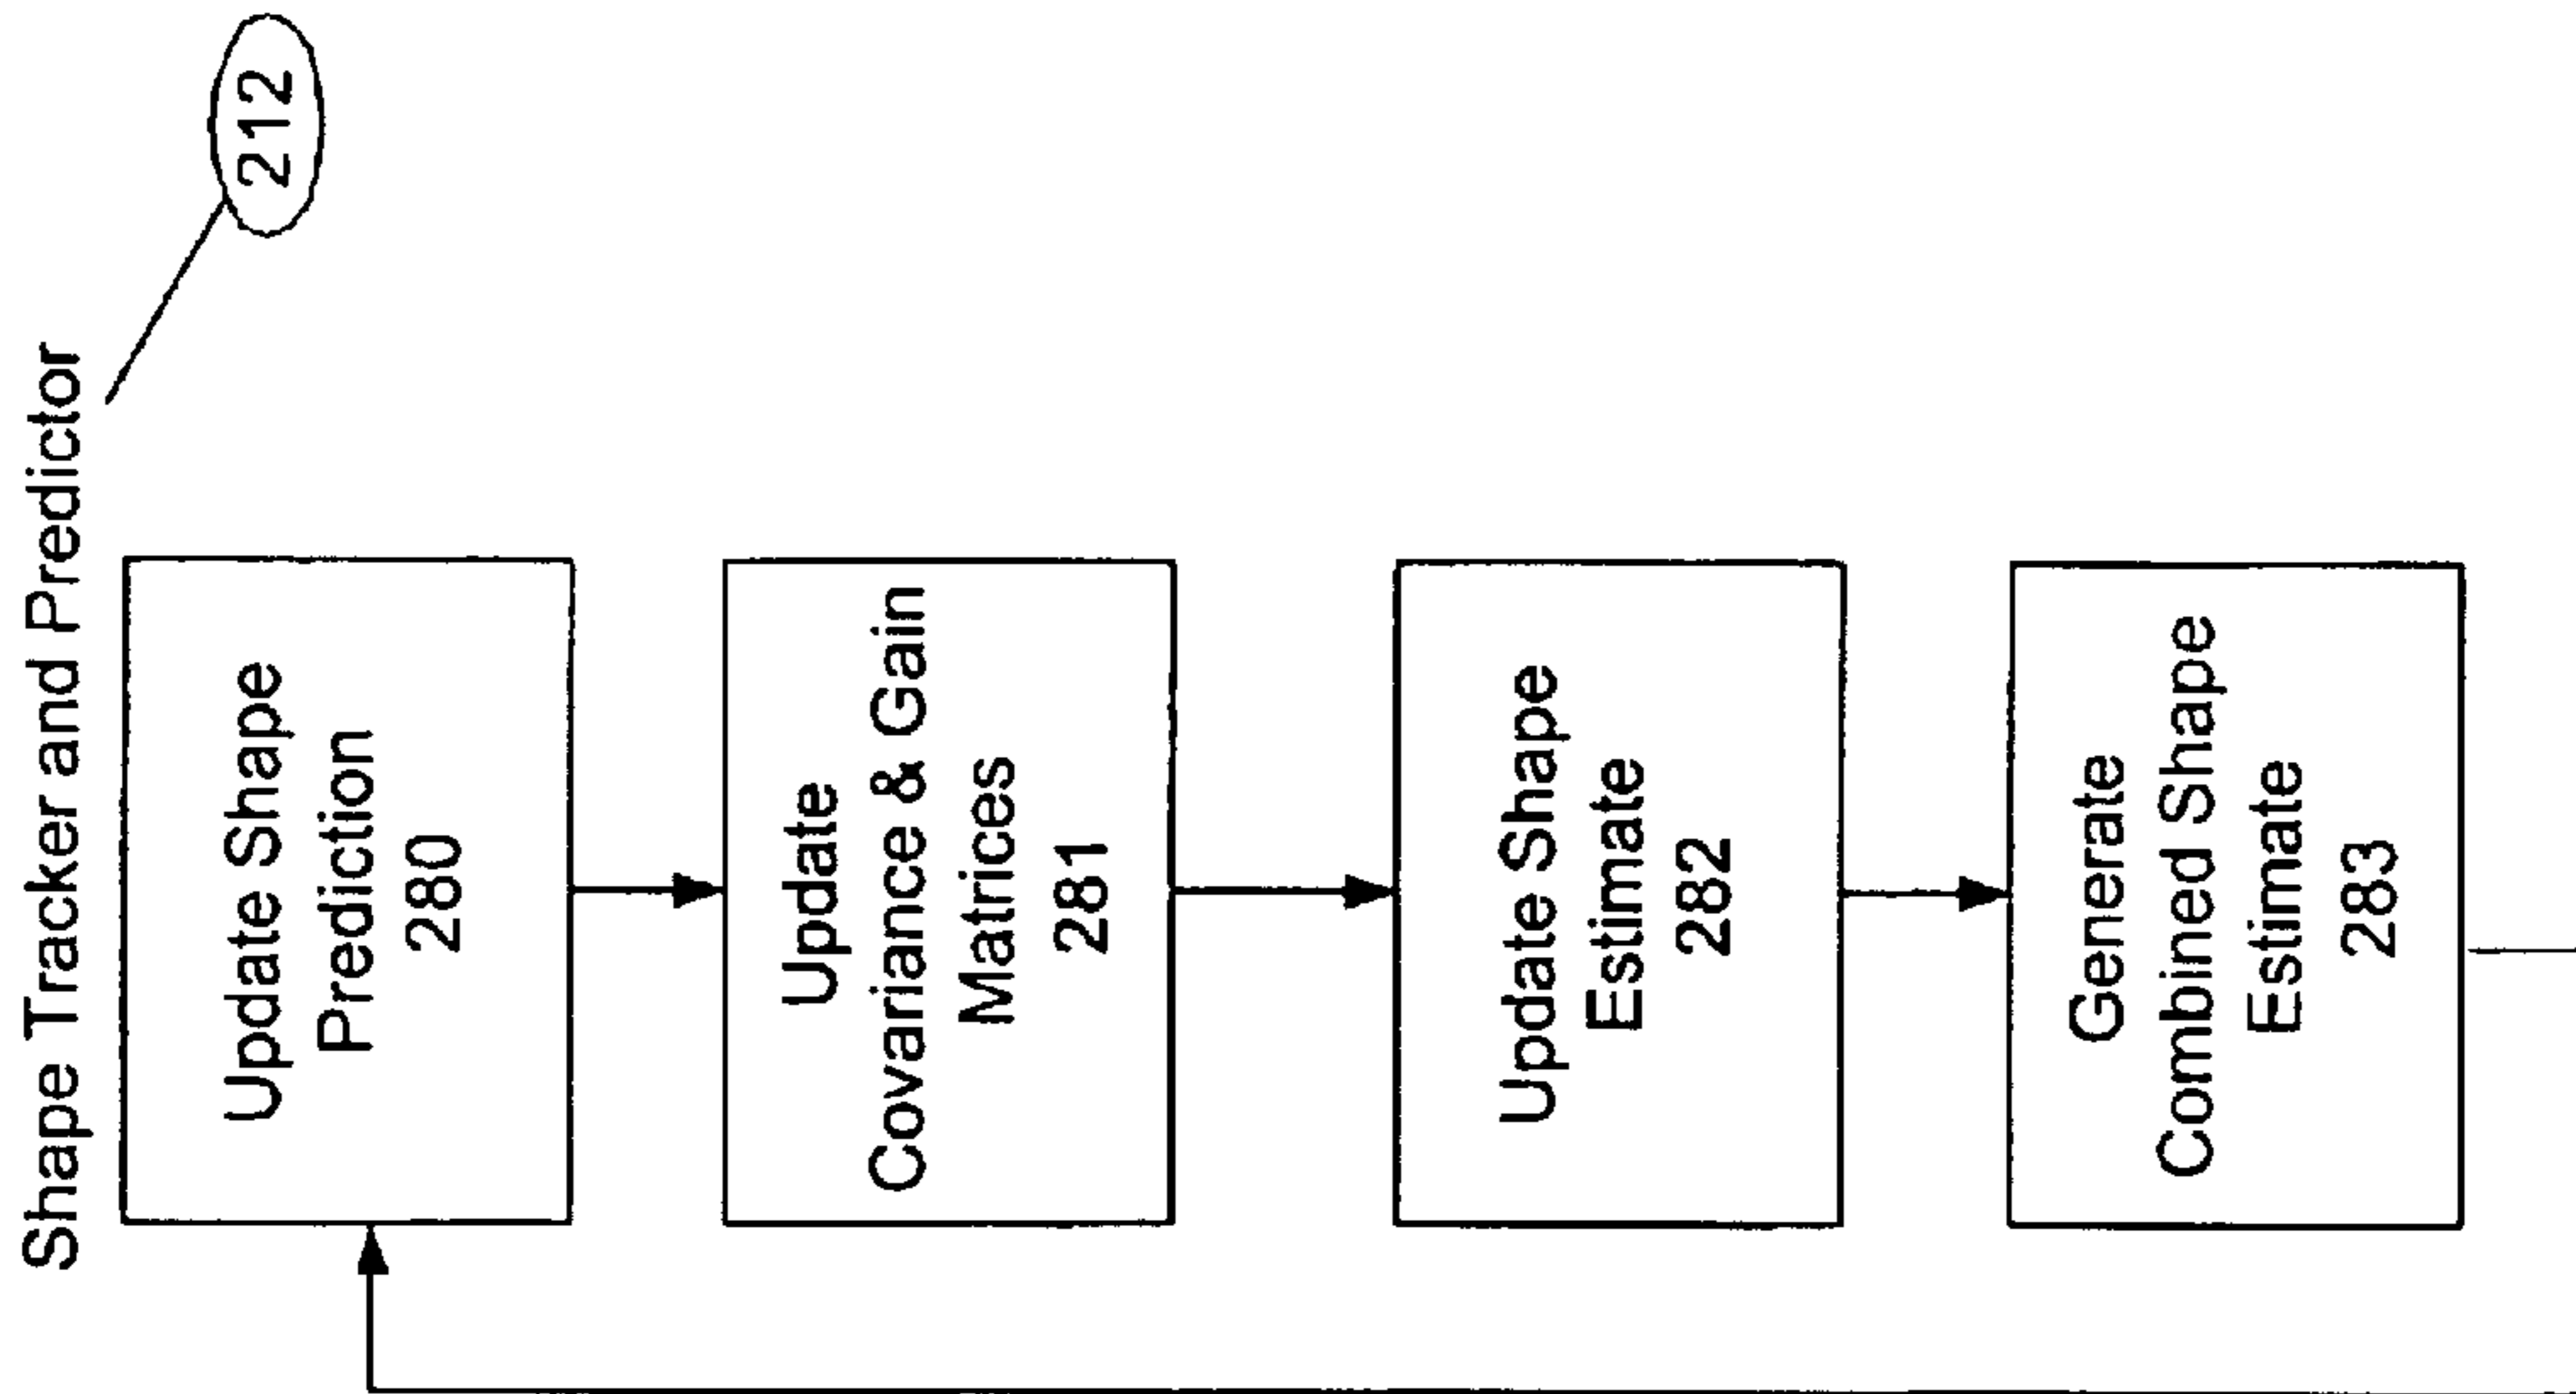 Shape Tracker and Predictor
212
Update Shape
Prediction
280
Update
Covariance & Gain
Matrices
281
Update Shape
Estimate
282
Generate
Combined Shape
Estimate
283